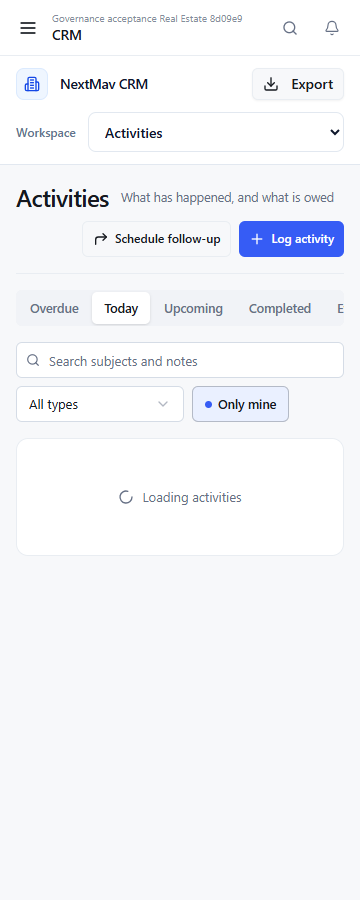 Governance acceptance Real Estate 8d09e9
CRM
NextMav CRM
Export
Workspace
Activities
Activities
What has happened, and what is owed
Schedule follow-up
Log activity
Overdue
Today
Upcoming
Completed
E
Search subjects and notes
All types
Only mine
Loading activities